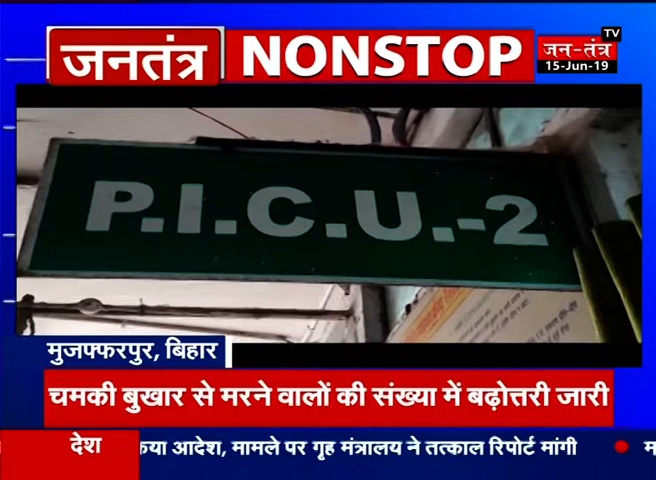 जनतंत्र NONSTOP
TV
जन-तंत्र
15-Jun-19
P.I.C.U.-2
मुजफ्फरपुर, बिहार
चमकी बुखार से मरने वालों की संख्या में बढ़ोत्तरी जारी
देश
कया आदेश, मामले पर गृह मंत्रालय ने तत्काल रिपोर्ट मांगी